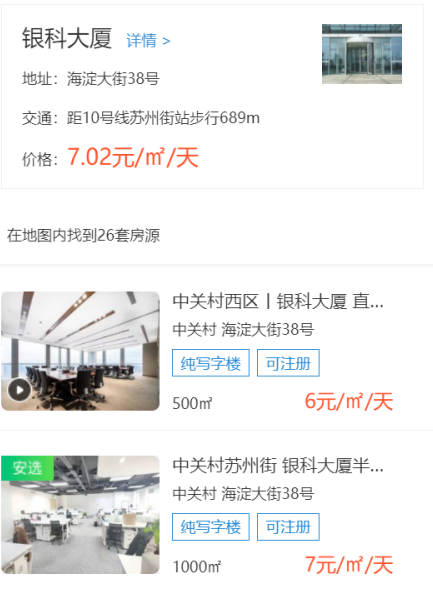 银科大厦 详情 >
地址：海淀大街38号
交通：距10号线苏州街站步行689m
价格：7.02元/㎡/天
在地图内找到26套房源
中关村西区丨银科大厦 直...
中关村 海淀大街38号
纯写字楼 可注册
500㎡ 6元/㎡/天
安选
中关村苏州街 银科大厦半...
中关村 海淀大街38号
纯写字楼 可注册
1000㎡ 7元/㎡/天